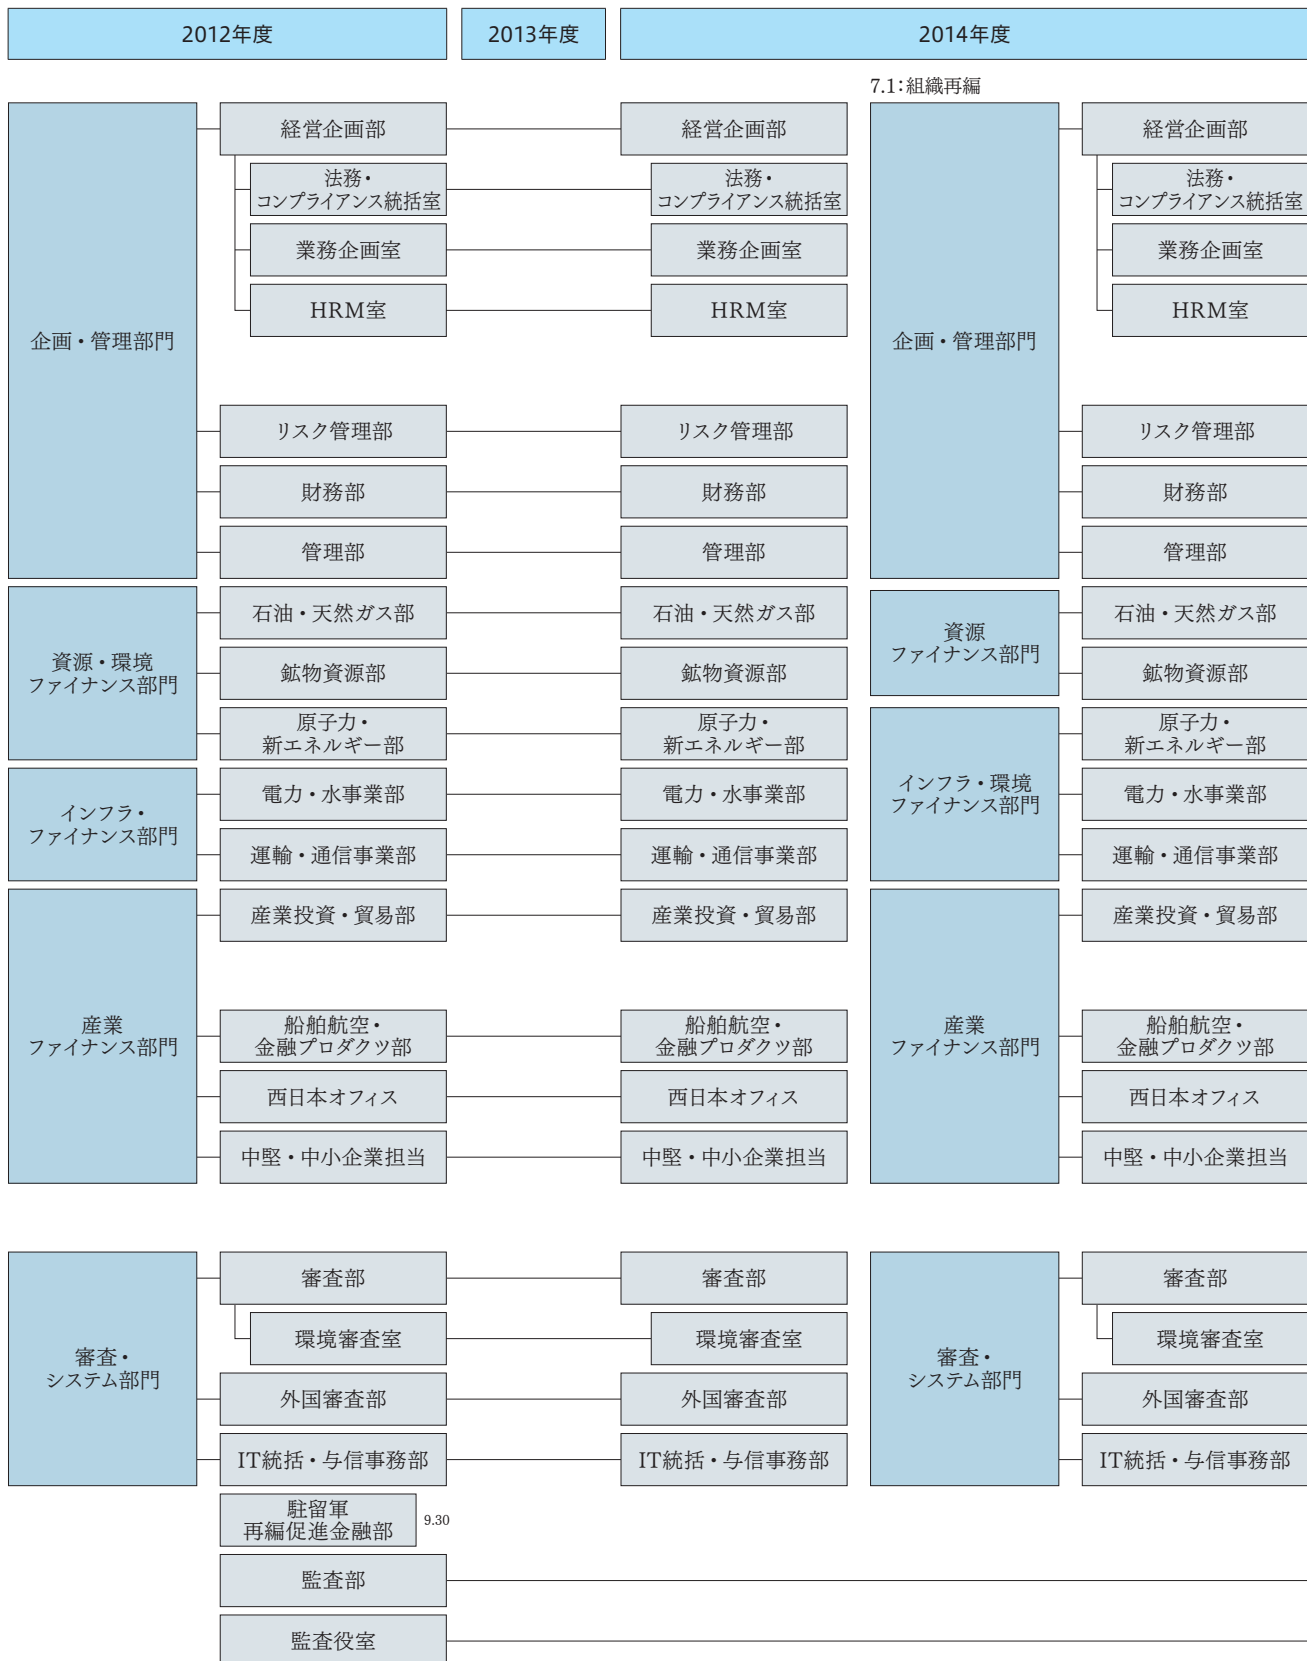 2012年度
2013年度
2014年度
7.1：組織再編
企画・管理部門
経営企画部
経営企画部
企画・管理部門
経営企画部
法務・
コンプライアンス統括室
法務・
コンプライアンス統括室
法務・
コンプライアンス統括室
業務企画室
業務企画室
業務企画室
HRM室
HRM室
HRM室
リスク管理部
リスク管理部
リスク管理部
財務部
財務部
財務部
管理部
管理部
管理部
資源・環境
ファイナンス部門
石油・天然ガス部
石油・天然ガス部
資源
ファイナンス部門
石油・天然ガス部
鉱物資源部
鉱物資源部
鉱物資源部
原子力・
新エネルギー部
原子力・
新エネルギー部
インフラ・環境
ファイナンス部門
原子力・
新エネルギー部
インフラ・
ファイナンス部門
電力・水事業部
電力・水事業部
電力・水事業部
運輸・通信事業部
運輸・通信事業部
運輸・通信事業部
産業
ファイナンス部門
産業投資・貿易部
産業投資・貿易部
産業
ファイナンス部門
産業投資・貿易部
船舶航空・
金融プロダクツ部
船舶航空・
金融プロダクツ部
船舶航空・
金融プロダクツ部
西日本オフィス
西日本オフィス
西日本オフィス
中堅・中小企業担当
中堅・中小企業担当
中堅・中小企業担当
審査・
システム部門
審査部
審査部
審査・
システム部門
審査部
環境審査室
環境審査室
環境審査室
外国審査部
外国審査部
外国審査部
IT統括・与信事務部
IT統括・与信事務部
IT統括・与信事務部
駐留軍
再編促進金融部
9.30
監査部
監査役室